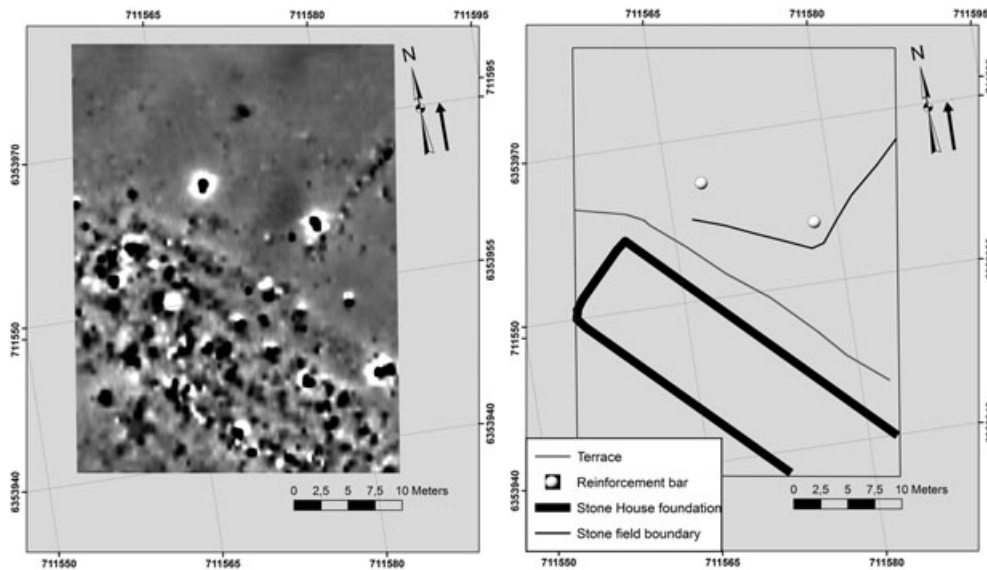 711565 711580 711595
N
711595
6353970
6353955
711550
6353940
6353940
0 2,5 5 7,5 10 Meters
711550 711565 711580
711565 711580 711595
N
711595
6353970
711550
6353940
Terrace
Reinforcement bar
Stone House foundation
Stone field boundary
0 2,5 5 7,5 10 Meters
711550 711565 711580